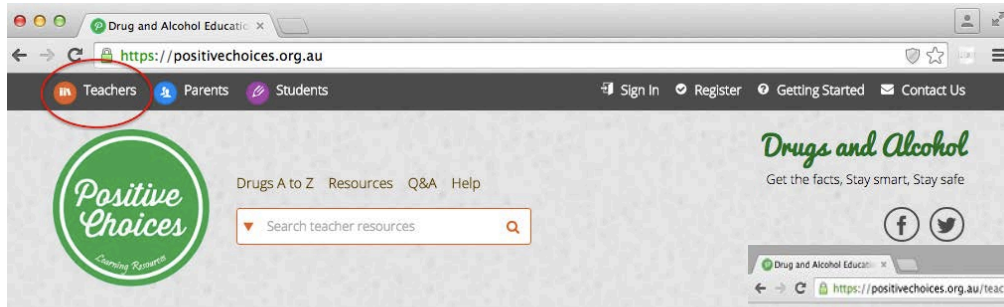 Drug and Alcohol Educatio
https://positivechoices.org.au
Teachers Parents Students Sign In Register Getting Started Contact Us
Positive Choices
Learning Resources
Drugs A to Z Resources Q&A Help
Search teacher resources
Drugs and Alcohol
Get the facts, Stay smart, Stay safe
Drug and Alcohol Educati
https://positivechoices.org.au/teac